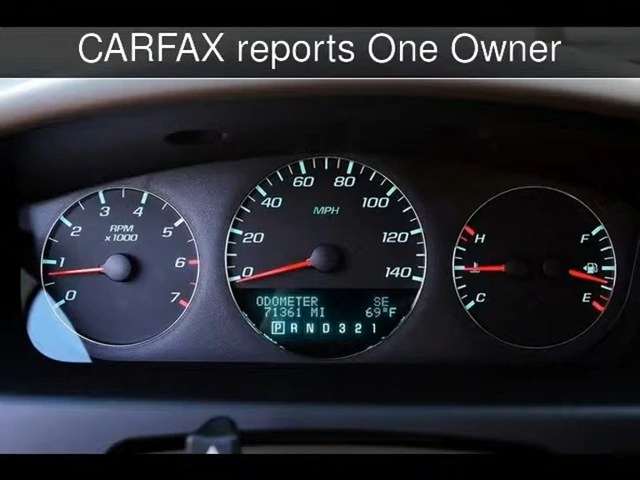 CARFAX reports One Owner
0 1 2 3 4 5 6 7
RPM
x1000
0 20 40 60 80 100 120 140
MPH
ODOMETER SE
71361 MI 69°F
P R N D 3 2 1
H F
C E